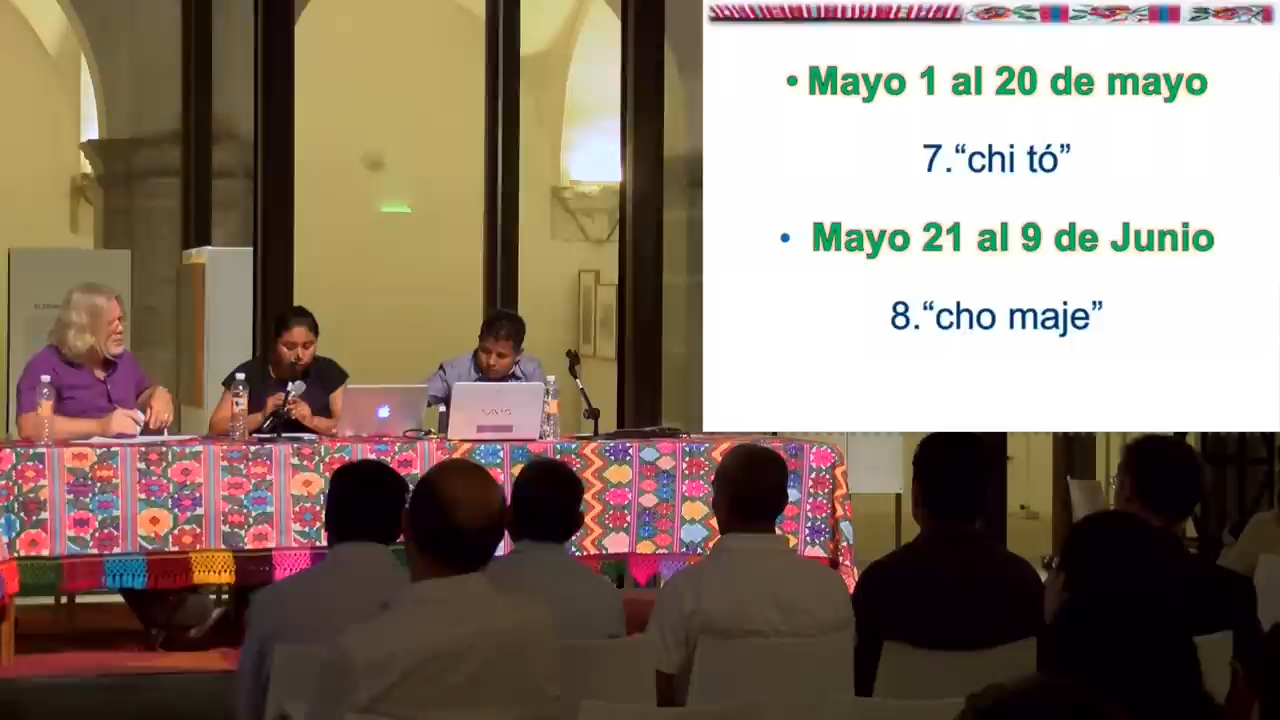 • Mayo 1 al 20 de mayo
7.“chi tó”
• Mayo 21 al 9 de Junio
8.“cho maje”
VAIO